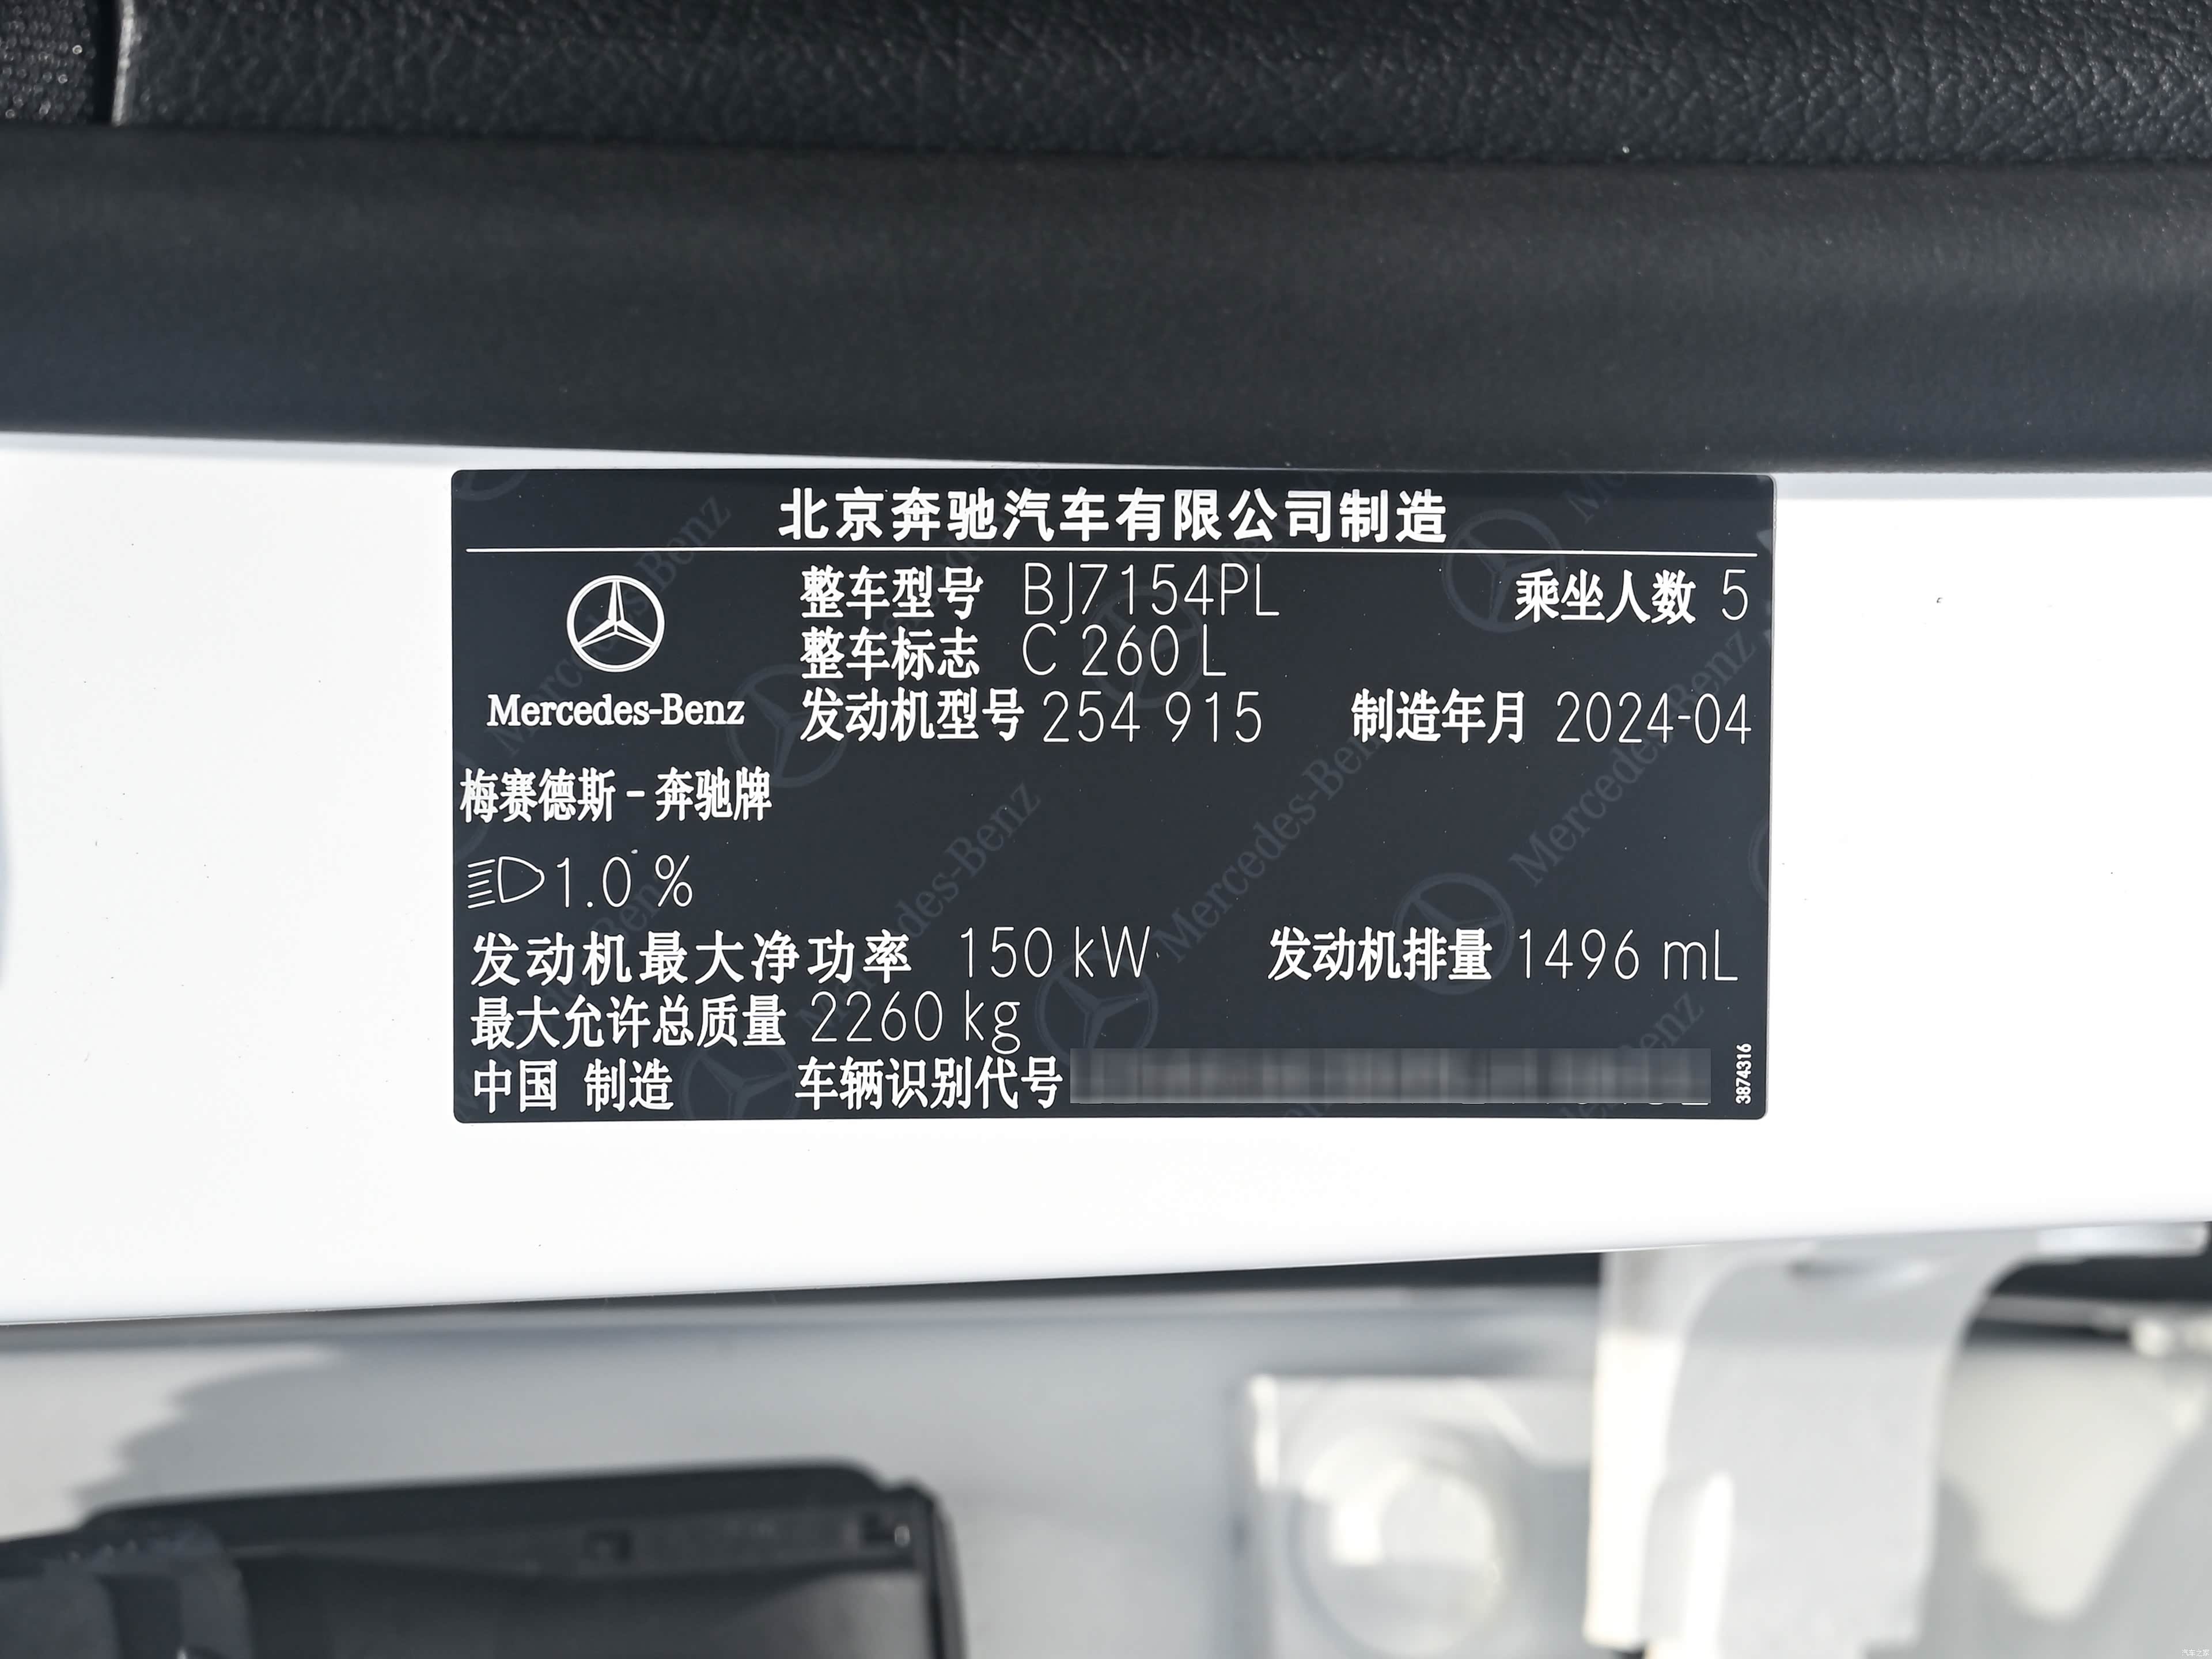 北京奔驰汽车有限公司制造
整车型号 BJ7154PL 乘坐人数 5
整车标志 C 260 L
Mercedes-Benz 发动机型号 254 915 制造年月 2024-04
梅赛德斯-奔驰牌
1.0 %
发动机最大净功率 150 kW 发动机排量 1496 mL
最大允许总质量 2260 kg
中国 制造 车辆识别代号
3874316
汽车之家